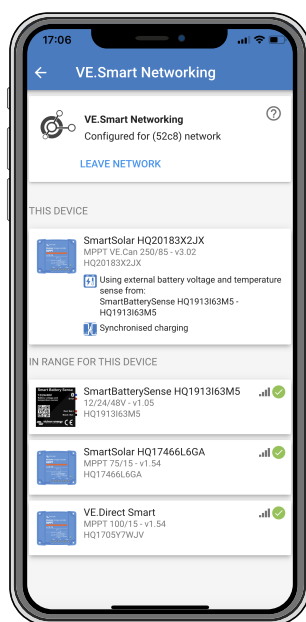 17:06
VE.Smart Networking
VE.Smart Networking
Configured for (52c8) network
LEAVE NETWORK
THIS DEVICE
SmartSolar HQ20183X2JX
MPPT VE.Can 250/85 - v3.02
HQ20183X2JX
Using external battery voltage and temperature
sense from:
SmartBatterySense HQ1913I63M5 -
HQ1913I63M5
Synchronised charging
IN RANGE FOR THIS DEVICE
Smart Battery Sense
SmartBatterySense HQ1913I63M5
12/24/48V - v1.05
HQ1913I63M5
SmartSolar HQ17466L6GA
MPPT 75/15 - v1.54
HQ17466L6GA
VE.Direct Smart
MPPT 100/15 - v1.54
HQ1705Y7WJV